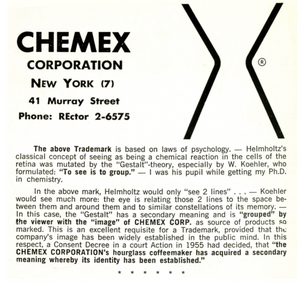 CHEMEX
CORPORATION
NEW YORK (7)
41 Murray Street
Phone: REctor 2-6575
®
The above Trademark is based on laws of psychology. — Helmholtz's
classical concept of seeing as being a chemical reaction in the cells of the
retina was mutated by the "Gestalt"-theory, especially by W. Koehler, who
formulated: "To see is to group." — I was his pupil while getting my Ph.D.
in chemistry.
In the above mark, Helmholtz would only "see 2 lines" . . . — Koehler
would see much more: the eye is relating those 2 lines to the space be-
tween them and around them and to similar constellations of its memory. —
In this case, the "Gestalt" has a secondary meaning and is "grouped" by
the viewer with the "image" of CHEMEX CORP. as source of products so
marked. This is an excellent requisite for a Trademark, provided that the
company's image has been widely established in the public mind. In this
respect, a Consent Decree in a court Action in 1955 had decided, that "the
CHEMEX CORPORATION's hourglass coffeemaker has acquired a secondary
meaning whereby its identity has been established."
* * * * * *